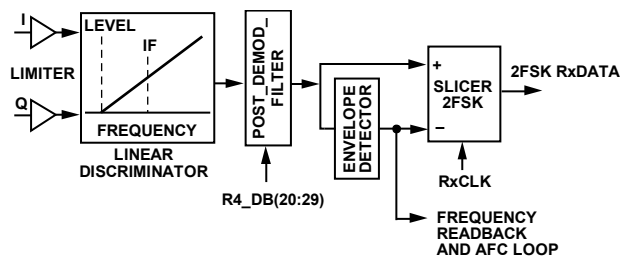 I
LEVEL
IF
LIMITER
Q
FREQUENCY
LINEAR
DISCRIMINATOR
POST_DEMOD_
FILTER
R4_DB(20:29)
ENVELOPE
DETECTOR
+
SLICER
2FSK
–
2FSK RxDATA
RxCLK
FREQUENCY
READBACK
AND AFC LOOP